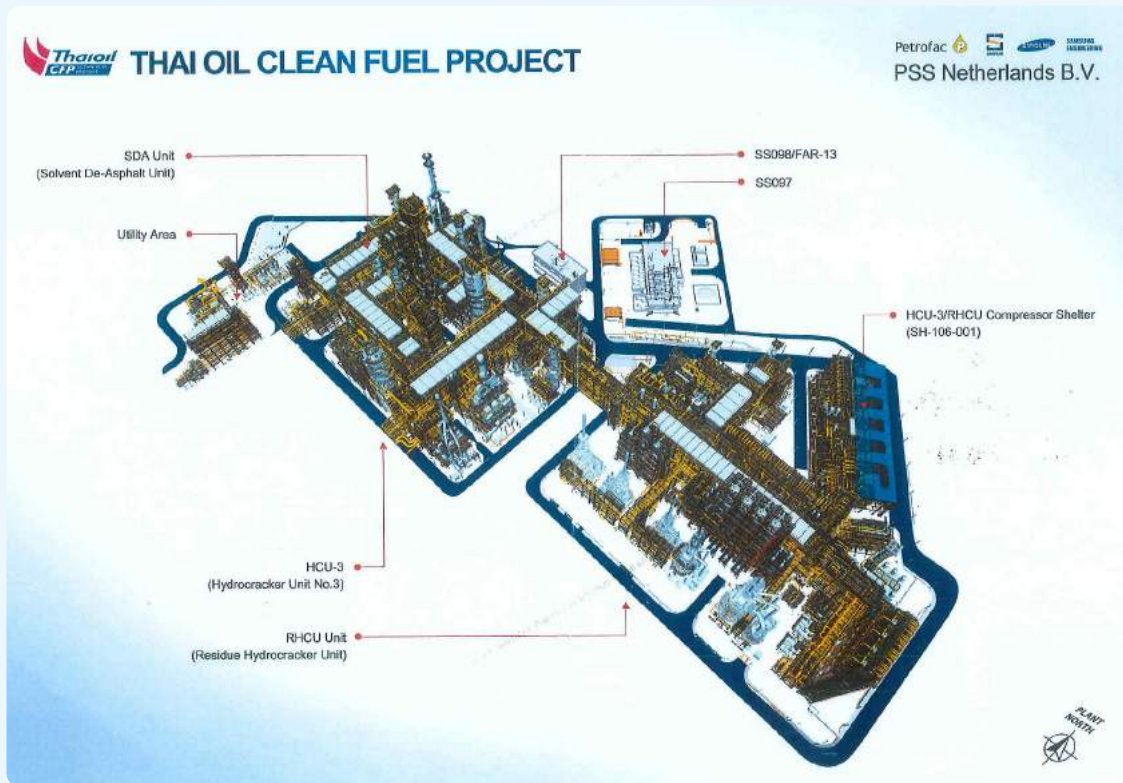 Thaioil
CFP
THAI OIL CLEAN FUEL PROJECT
Petrofac
SAIPEM
SAMSUNG
ENGINEERING
PSS Netherlands B.V.
SDA Unit
(Solvent De-Asphalt Unit)
Utility Area
SS098/FAR-13
SS097
HCU-3/RHCU Compressor Shelter
(SH-106-001)
HCU-3
(Hydrocracker Unit No.3)
RHCU Unit
(Residue Hydrocracker Unit)
PLANT
NORTH